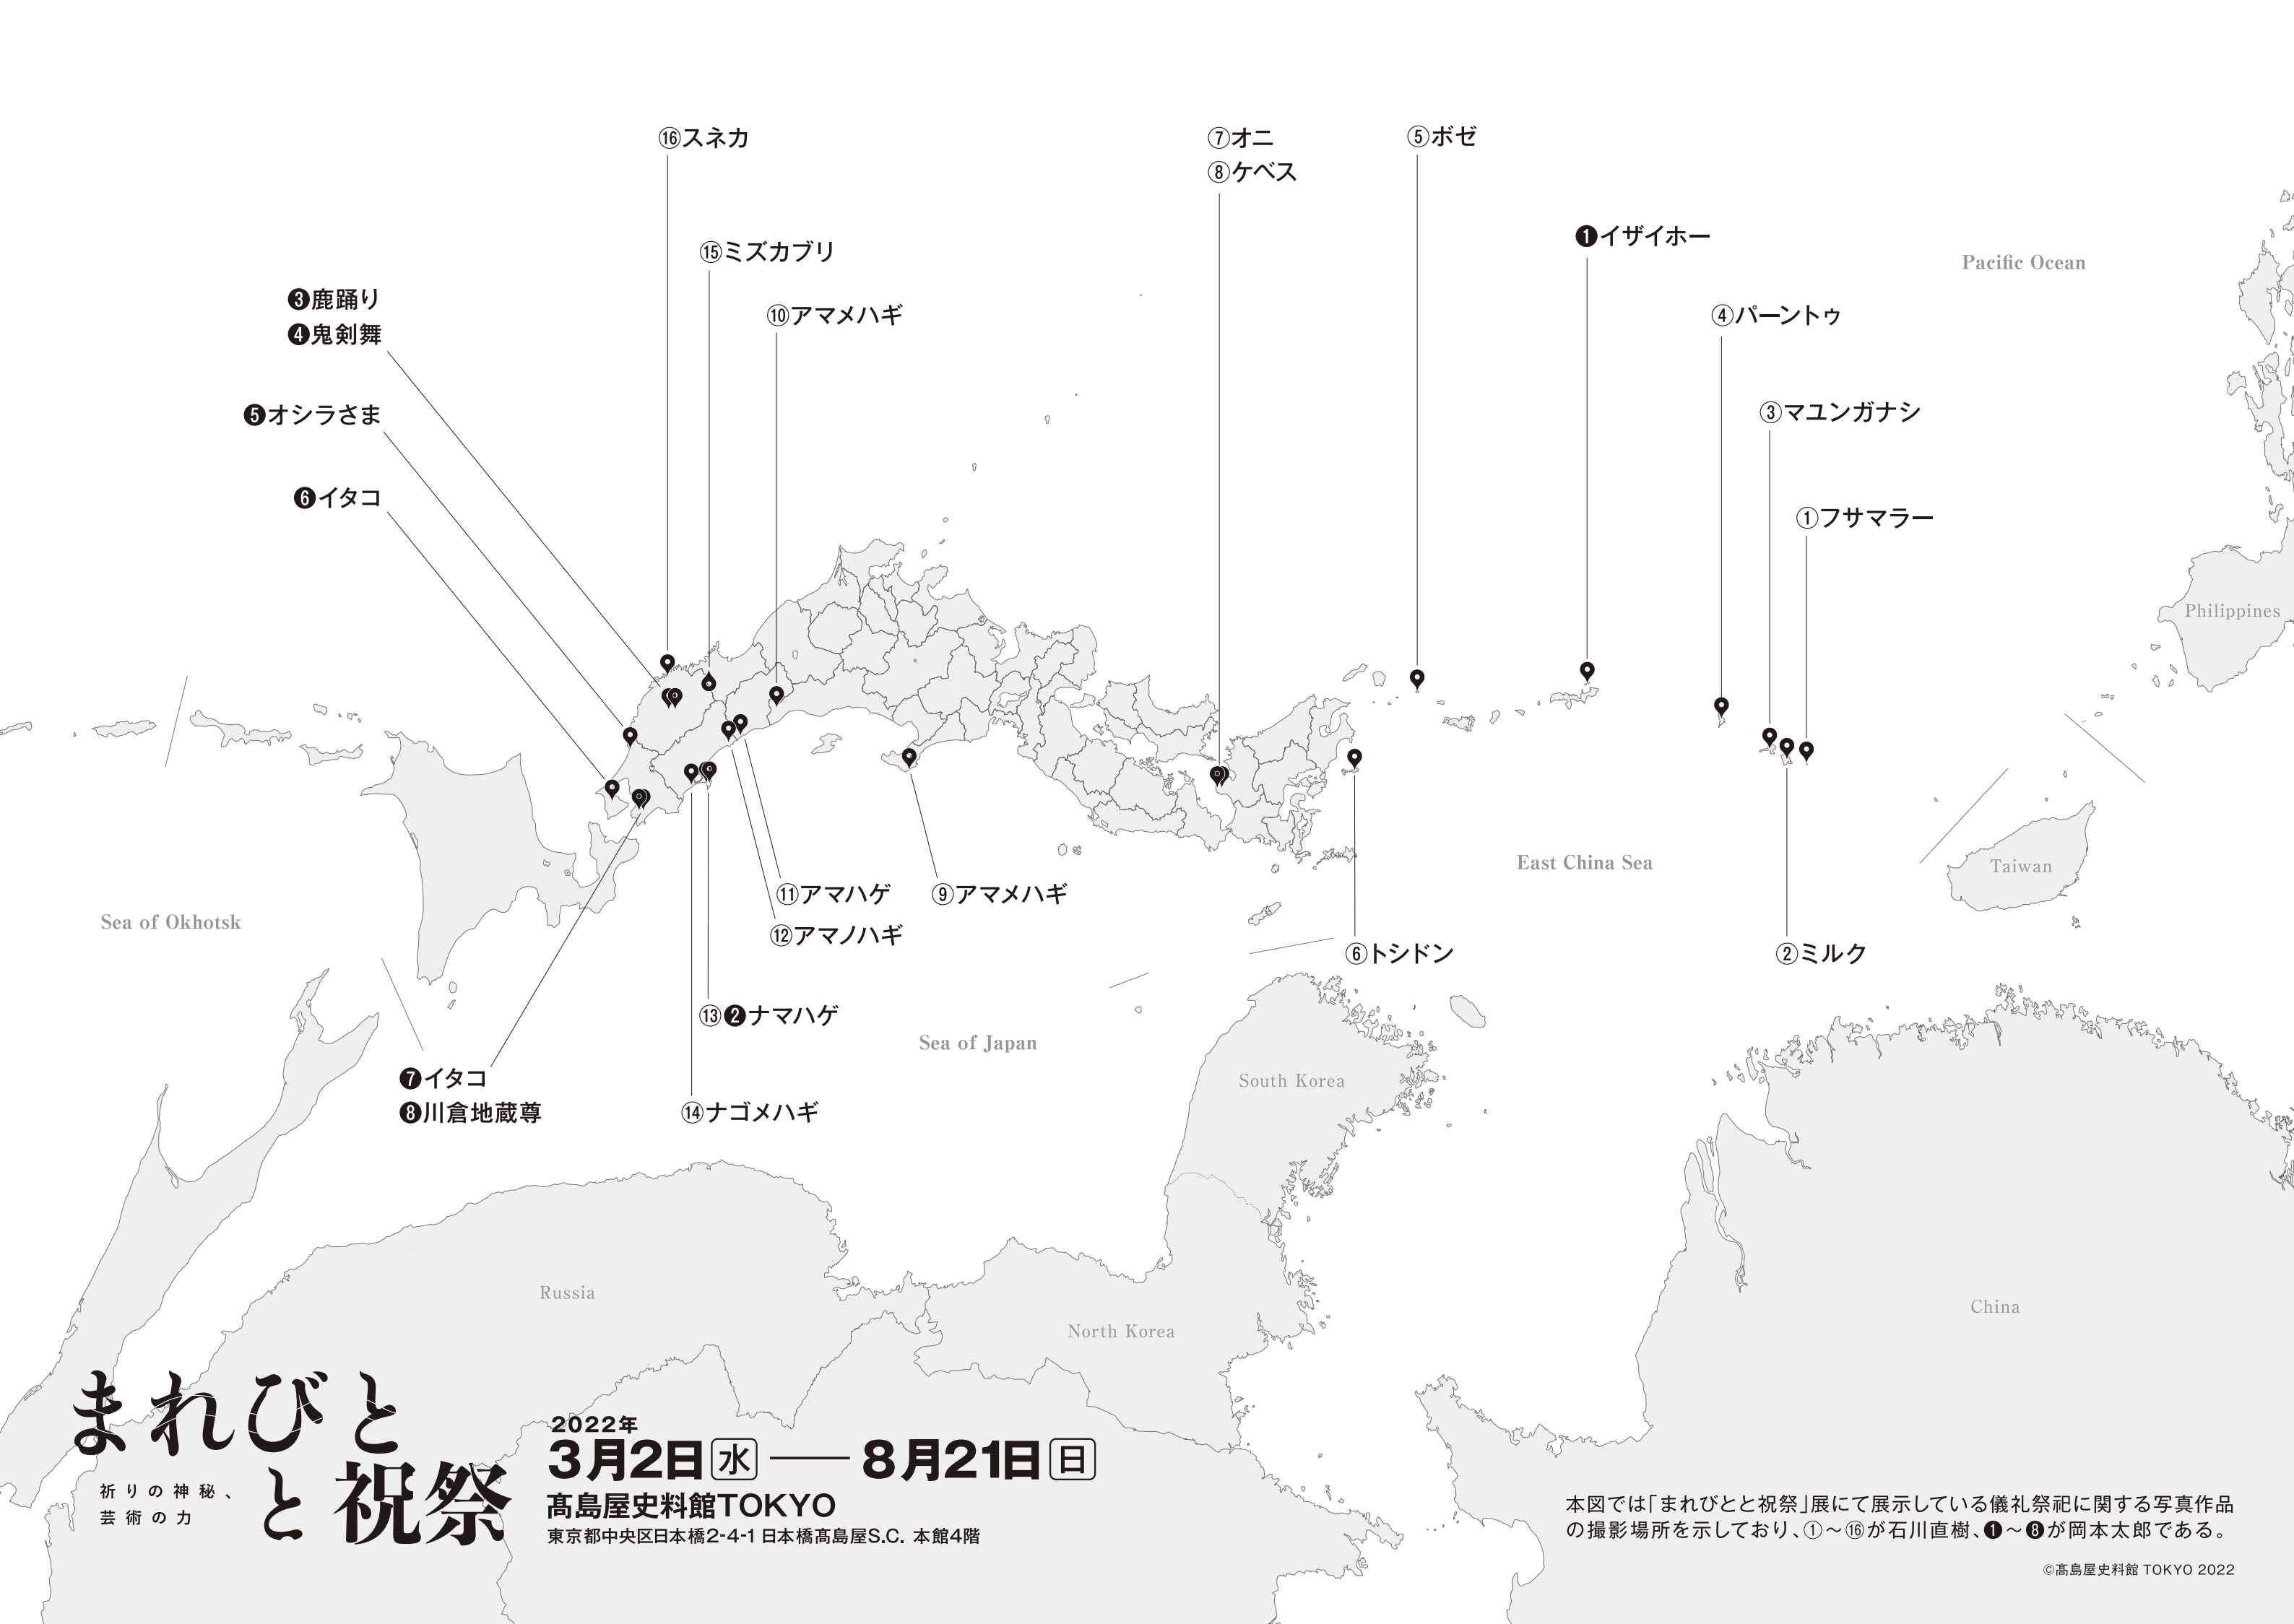 ⑯スネカ
⑦オニ
⑧ケベス
⑤ボゼ
⑮ミズカブリ
❶イザイホー
Pacific Ocean
❸鹿踊り
❹鬼剣舞
⑩アマメハギ
④パーントゥ
❺オシラさま
③マユンガナシ
❻イタコ
①フサマラー
Philippines
East China Sea
Taiwan
⑪アマハゲ
⑨アマメハギ
Sea of Okhotsk
⑫アマノハギ
⑥トシドン
②ミルク
⑬❷ナマハゲ
Sea of Japan
❼イタコ
❽川倉地蔵尊
South Korea
⑭ナゴメハギ
Russia
China
North Korea
まれびと
と祝祭
祈りの神秘、
芸術の力
2022年
3月2日水—8月21日日
髙島屋史料館TOKYO
東京都中央区日本橋2-4-1 日本橋髙島屋S.C. 本館4階
本図では「まれびとと祝祭」展にて展示している儀礼祭祀に関する写真作品
の撮影場所を示しており、①〜⑯が石川直樹、❶〜❽が岡本太郎である。
©髙島屋史料館 TOKYO 2022